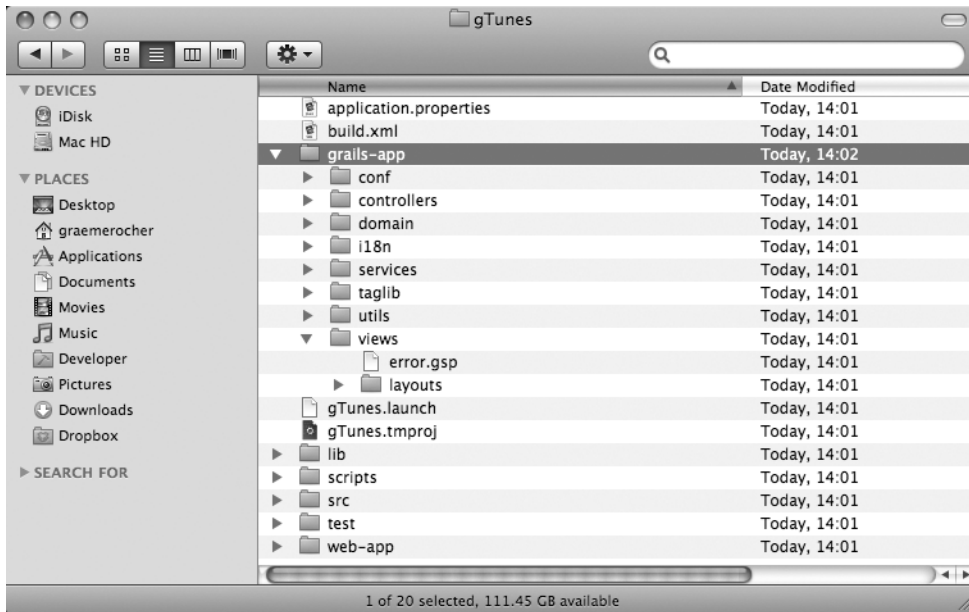 gTunes
Name Date Modified
DEVICES
iDisk
Mac HD
PLACES
Desktop
graemerocher
Applications
Documents
Movies
Music
Developer
Pictures
Downloads
Dropbox
SEARCH FOR
application.properties Today, 14:01
build.xml Today, 14:01
grails-app Today, 14:02
conf Today, 14:01
controllers Today, 14:01
domain Today, 14:01
i18n Today, 14:01
services Today, 14:01
taglib Today, 14:01
utils Today, 14:01
views Today, 14:01
error.gsp Today, 14:01
layouts Today, 14:01
gTunes.launch Today, 14:01
gTunes.tmproj Today, 14:01
lib Today, 14:01
scripts Today, 14:01
src Today, 14:01
test Today, 14:01
web-app Today, 14:01
1 of 20 selected, 111.45 GB available